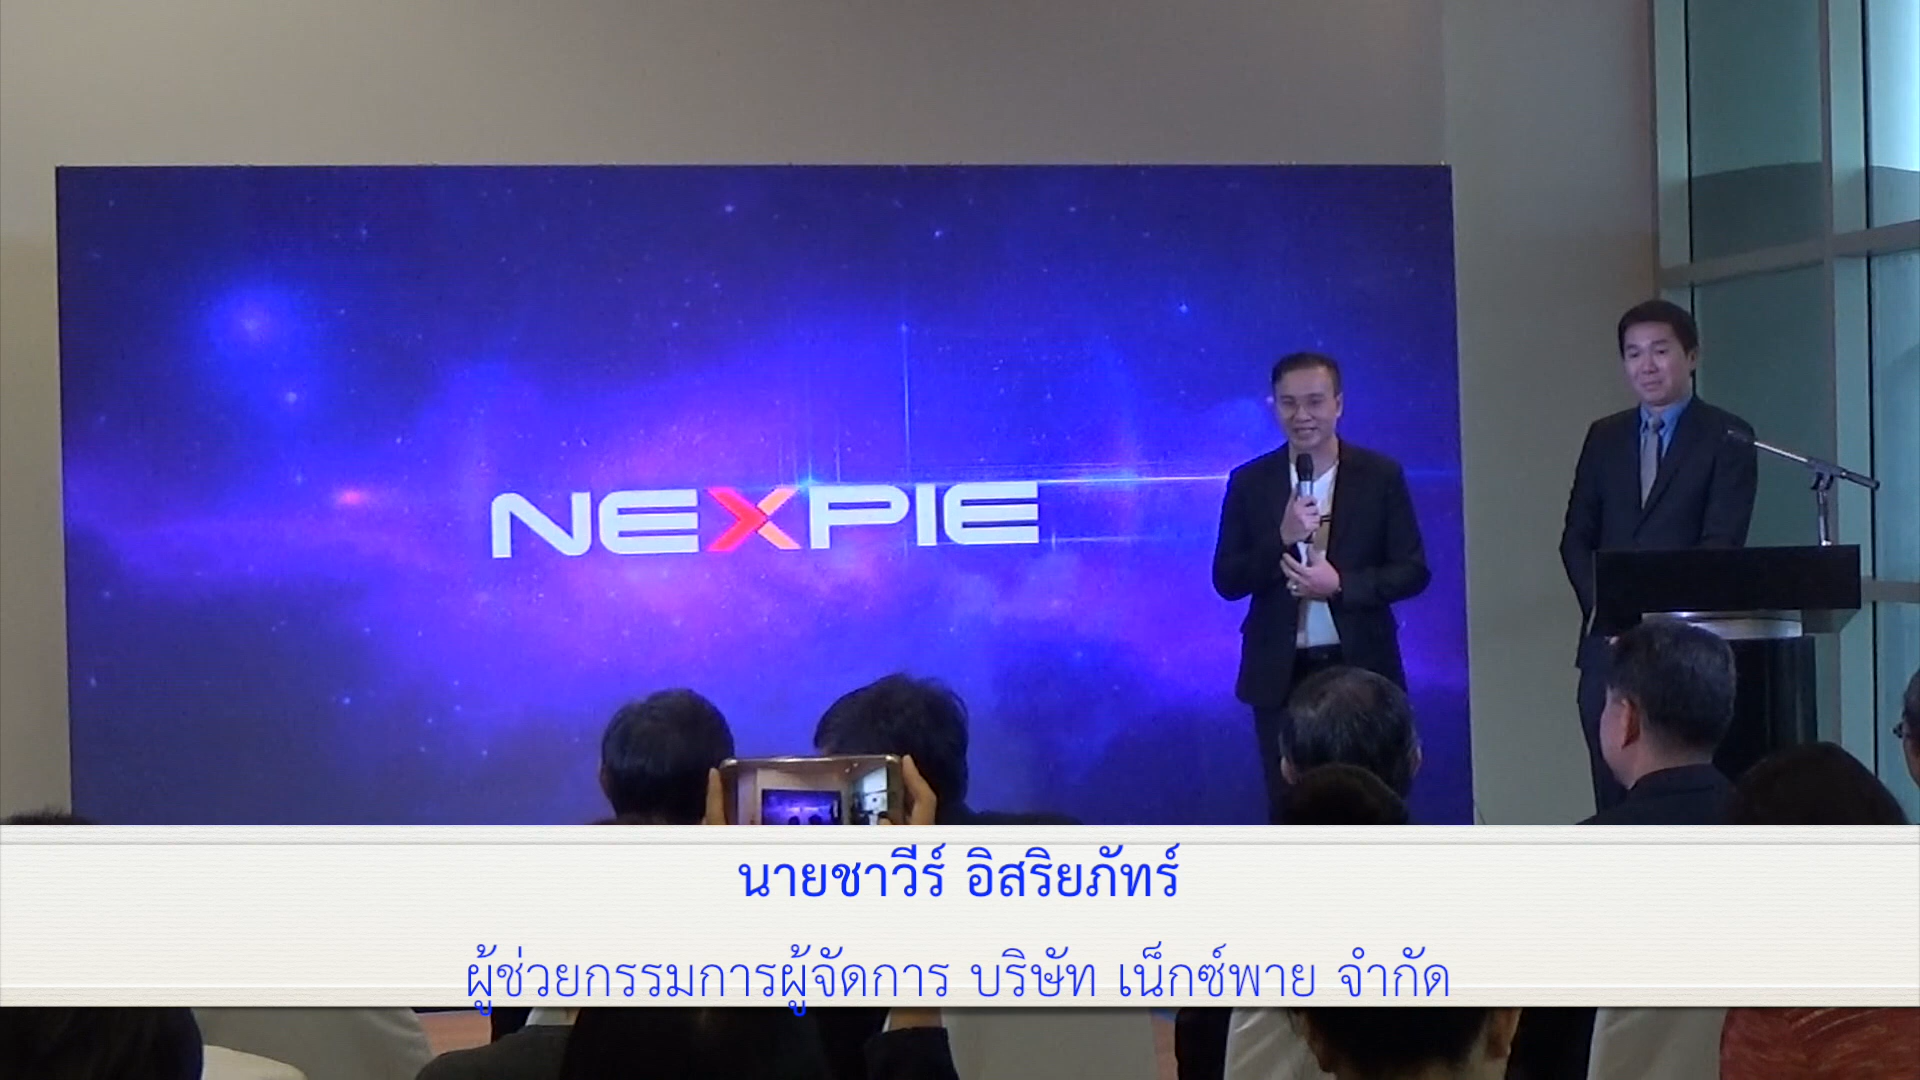 NEXPIE
นายชาวีร์ อิสริยภัทร์
ผู้ช่วยกรรมการผู้จัดการ บริษัท เน็กซ์พาย จำกัด